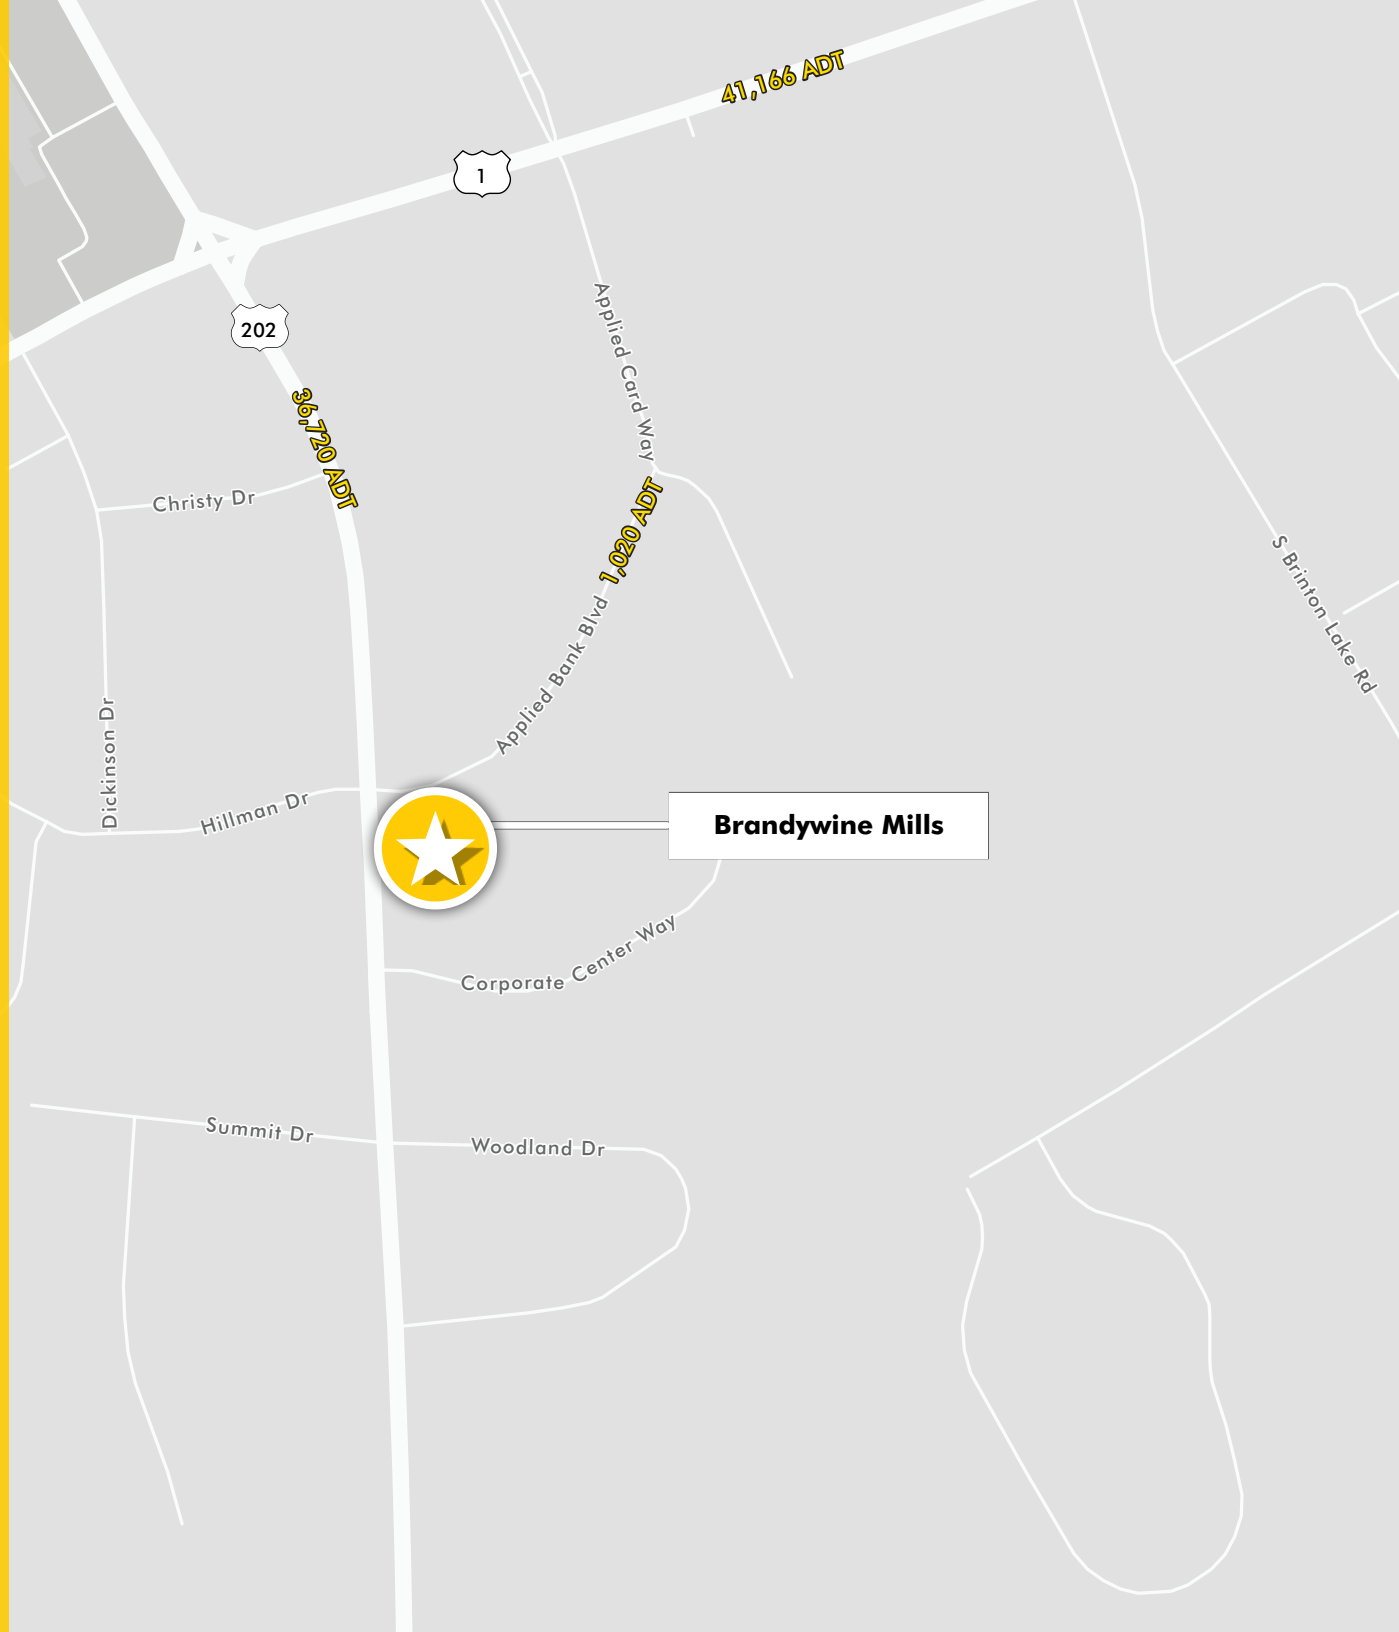 41,166 ADT
1
202
Applied Card Way
36,720 ADT
Christy Dr
1,020 ADT
S Brinton Lake Rd
Applied Bank Blvd
Dickinson Dr
Hillman Dr
Brandywine Mills
Corporate Center Way
Summit Dr
Woodland Dr